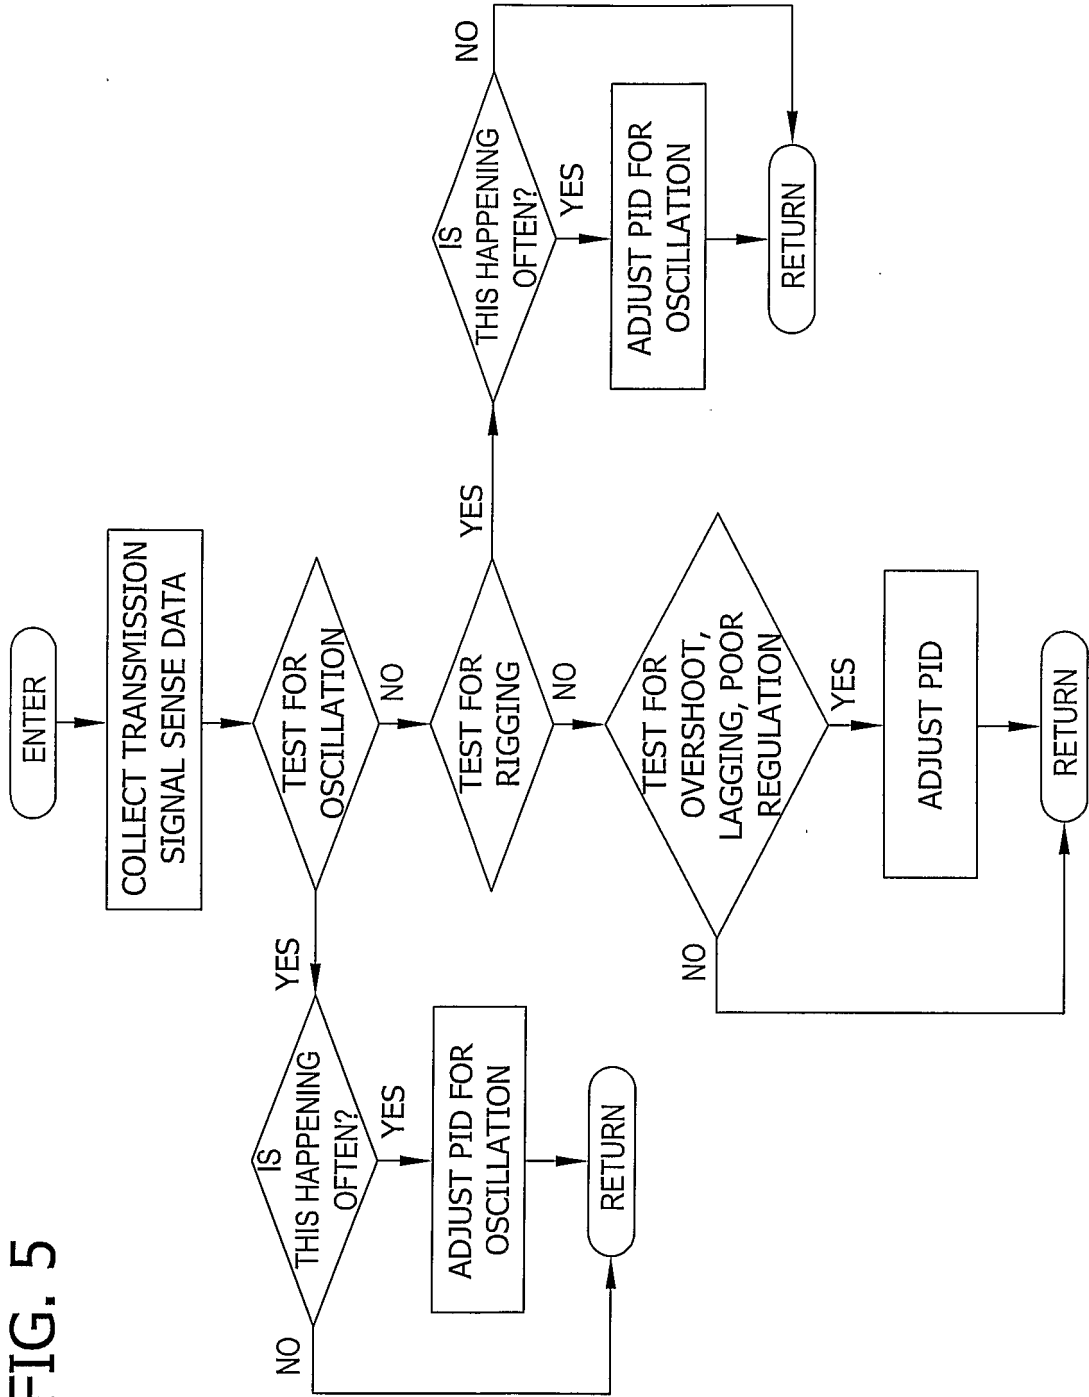 FIG. 5
ENTER
COLLECT TRANSMISSION
SIGNAL SENSE DATA
TEST FOR
OSCILLATION
YES
NO
IS
THIS HAPPENING
OFTEN?
NO
YES
ADJUST PID FOR
OSCILLATION
RETURN
TEST FOR
RIGGING
YES
NO
IS
THIS HAPPENING
OFTEN?
NO
YES
ADJUST PID FOR
OSCILLATION
RETURN
TEST FOR
OVERSHOOT,
LAGGING, POOR
REGULATION
NO
YES
ADJUST PID
RETURN